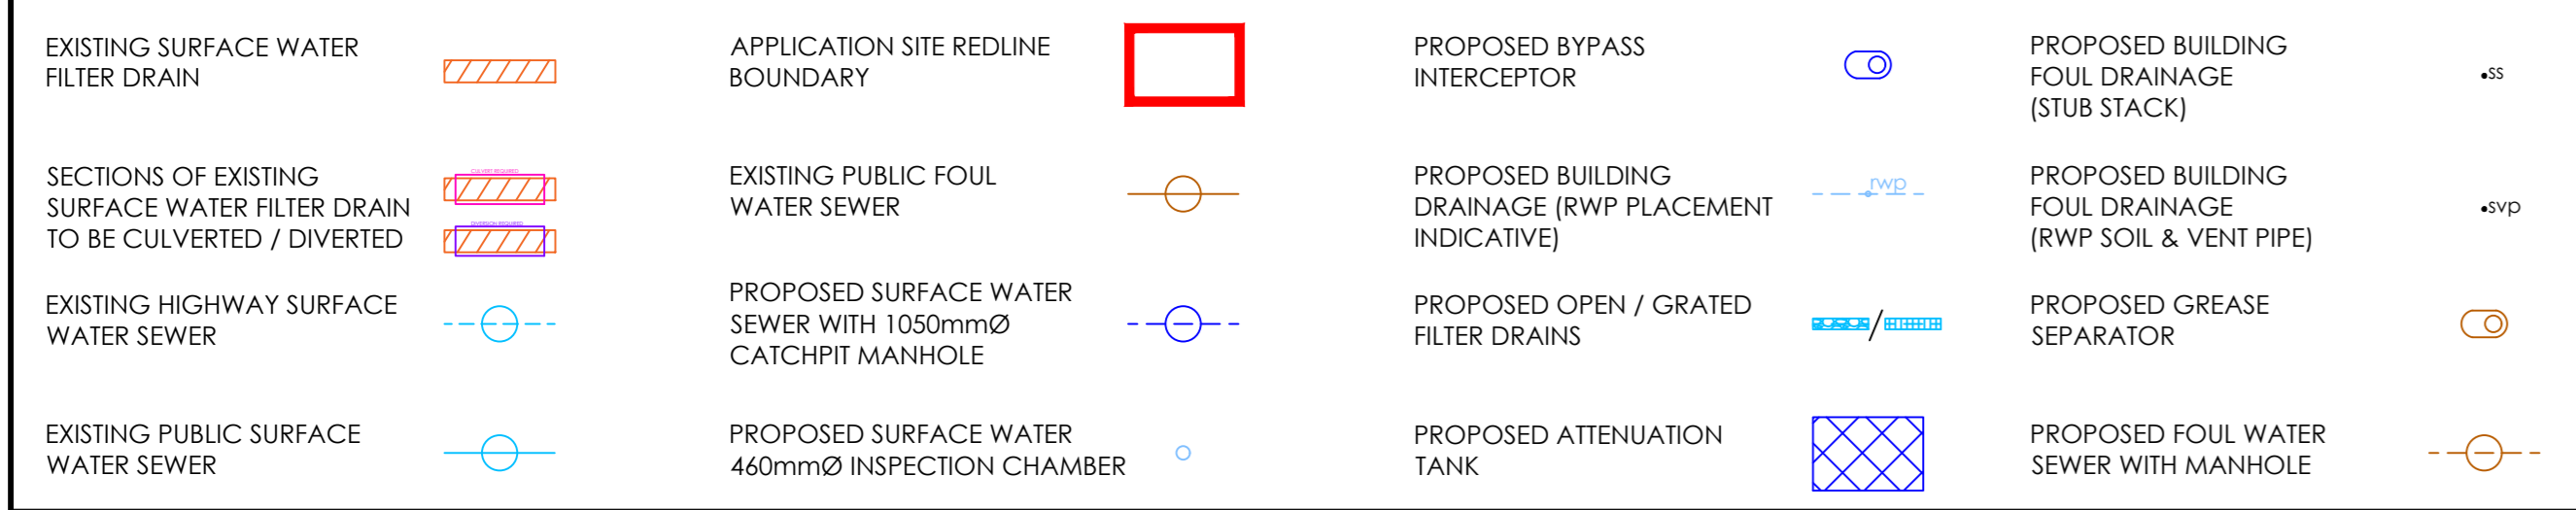 EXISTING SURFACE WATER
FILTER DRAIN
SECTIONS OF EXISTING
SURFACE WATER FILTER DRAIN
TO BE CULVERTED / DIVERTED
CULVERT REQUIRED
DIVERSION REQUIRED
EXISTING HIGHWAY SURFACE
WATER SEWER
EXISTING PUBLIC SURFACE
WATER SEWER
APPLICATION SITE REDLINE
BOUNDARY
EXISTING PUBLIC FOUL
WATER SEWER
PROPOSED SURFACE WATER
SEWER WITH 1050mmØ
CATCHPIT MANHOLE
PROPOSED SURFACE WATER
460mmØ INSPECTION CHAMBER
PROPOSED BYPASS
INTERCEPTOR
PROPOSED BUILDING
DRAINAGE (RWP PLACEMENT
INDICATIVE)
rwp
PROPOSED OPEN / GRATED
FILTER DRAINS
/
PROPOSED ATTENUATION
TANK
PROPOSED BUILDING
FOUL DRAINAGE
(STUB STACK)
ss
PROPOSED BUILDING
FOUL DRAINAGE
(RWP SOIL & VENT PIPE)
svp
PROPOSED GREASE
SEPARATOR
PROPOSED FOUL WATER
SEWER WITH MANHOLE